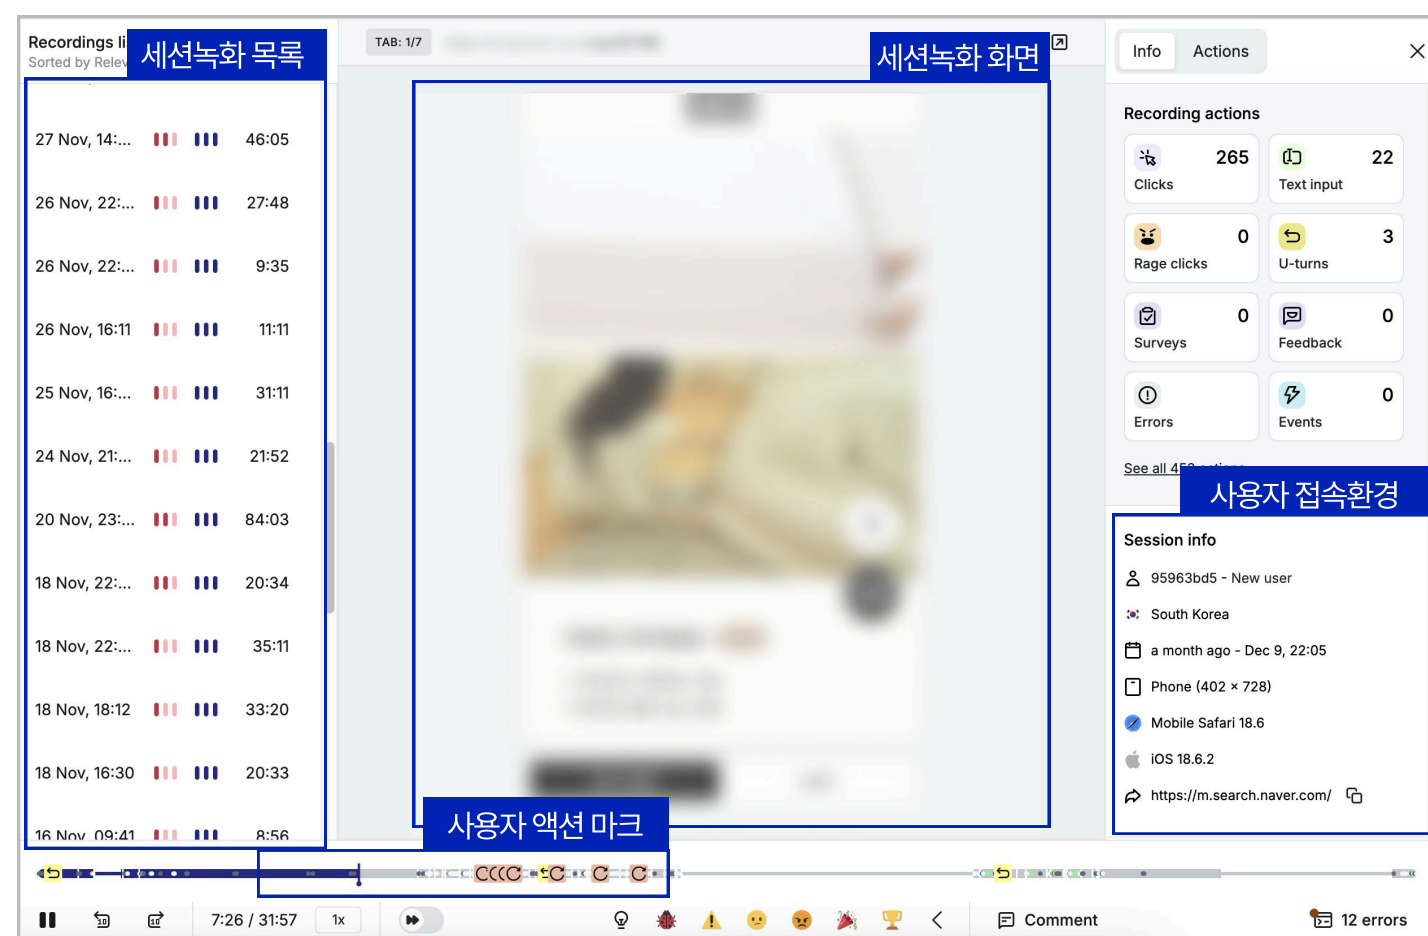 Recordings li
Sorted by Relev
세션녹화 목록
27 Nov, 14:... 46:05
26 Nov, 22:... 27:48
26 Nov, 22:... 9:35
26 Nov, 16:11 11:11
25 Nov, 16:... 31:11
24 Nov, 21:... 21:52
20 Nov, 23:... 84:03
18 Nov, 22:... 20:34
18 Nov, 22:... 35:11
18 Nov, 18:12 33:20
18 Nov, 16:30 20:33
16 Nov, 09:41 8:56
TAB: 1/7
세션녹화 화면
Info Actions
Recording actions
265 Clicks
22 Text input
0 Rage clicks
3 U-turns
0 Surveys
0 Feedback
Errors
0 Events
See all 45
사용자 접속환경
Session info
95963bd5 - New user
South Korea
a month ago - Dec 9, 22:05
Phone (402 × 728)
Mobile Safari 18.6
iOS 18.6.2
https://m.search.naver.com/
사용자 액션 마크
10 10 7:26 / 31:57 1x Comment 12 errors